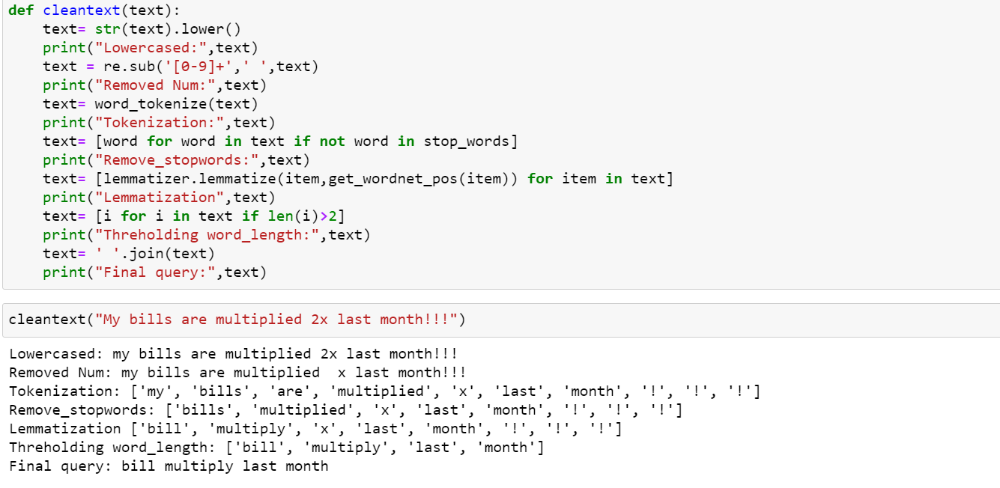 def cleantext(text):
    text= str(text).lower()
    print("Lowercased:",text)
    text = re.sub('[0-9]+',' ',text)
    print("Removed Num:",text)
    text= word_tokenize(text)
    print("Tokenization:",text)
    text= [word for word in text if not word in stop_words]
    print("Remove_stopwords:",text)
    text= [lemmatizer.lemmatize(item,get_wordnet_pos(item)) for item in text]
    print("Lemmatization",text)
    text= [i for i in text if len(i)>2]
    print("Threholding word_length:",text)
    text= ' '.join(text)
    print("Final query:",text)
cleantext("My bills are multiplied 2x last month!!!")
Lowercased: my bills are multiplied 2x last month!!!
Removed Num: my bills are multiplied  x last month!!!
Tokenization: ['my', 'bills', 'are', 'multiplied', 'x', 'last', 'month', '!', '!', '!']
Remove_stopwords: ['bills', 'multiplied', 'x', 'last', 'month', '!', '!', '!']
Lemmatization ['bill', 'multiply', 'x', 'last', 'month', '!', '!', '!']
Threholding word_length: ['bill', 'multiply', 'last', 'month']
Final query: bill multiply last month